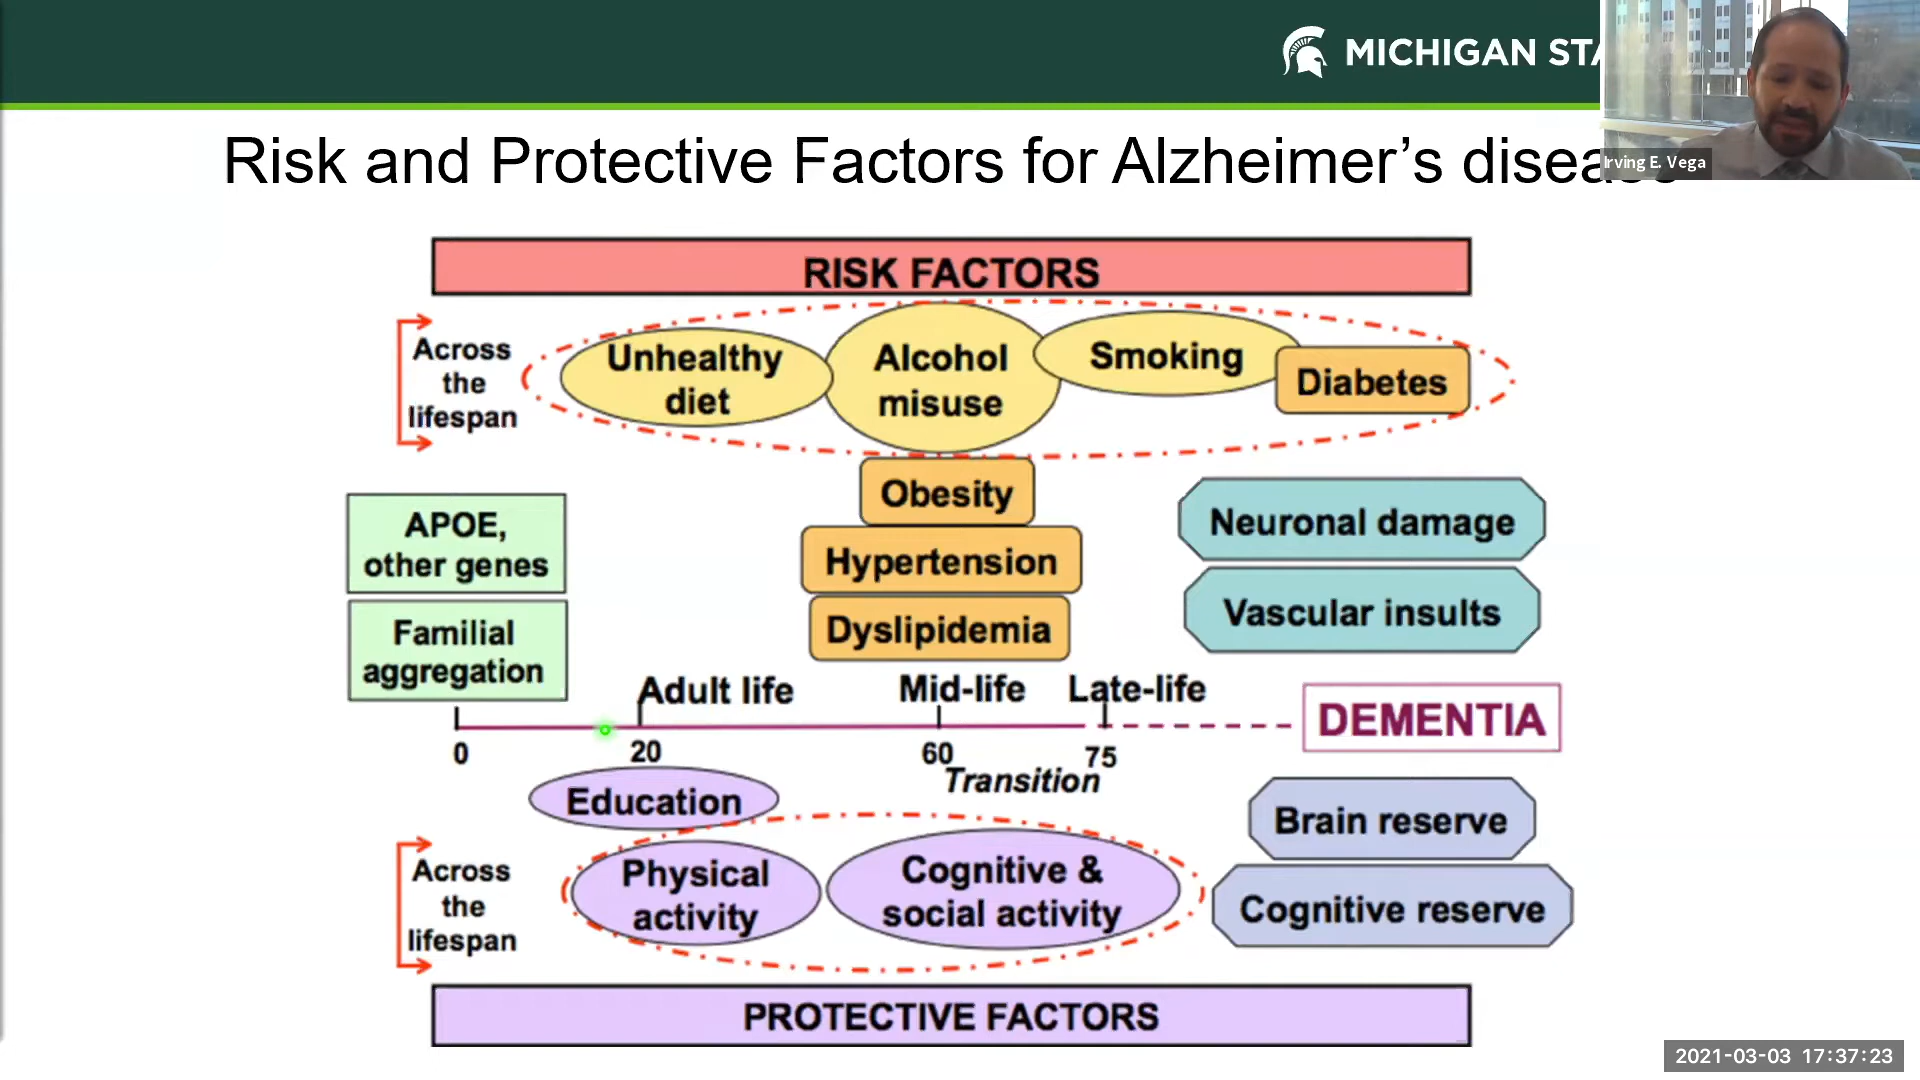 MICHIGAN STA
Irving E. Vega
Risk and Protective Factors for Alzheimer's disease
RISK FACTORS
Across
the
lifespan
Unhealthy
diet
Alcohol
misuse
Smoking
Diabetes
Obesity
Hypertension
Dyslipidemia
APOE,
other genes
Familial
aggregation
Neuronal damage
Vascular insults
Adult life
Mid-life
Late-life
DEMENTIA
0
20
60
75
Transition
Education
Across
the
lifespan
Physical
activity
Cognitive &
social activity
Brain reserve
Cognitive reserve
PROTECTIVE FACTORS
2021-03-03 17:37:23